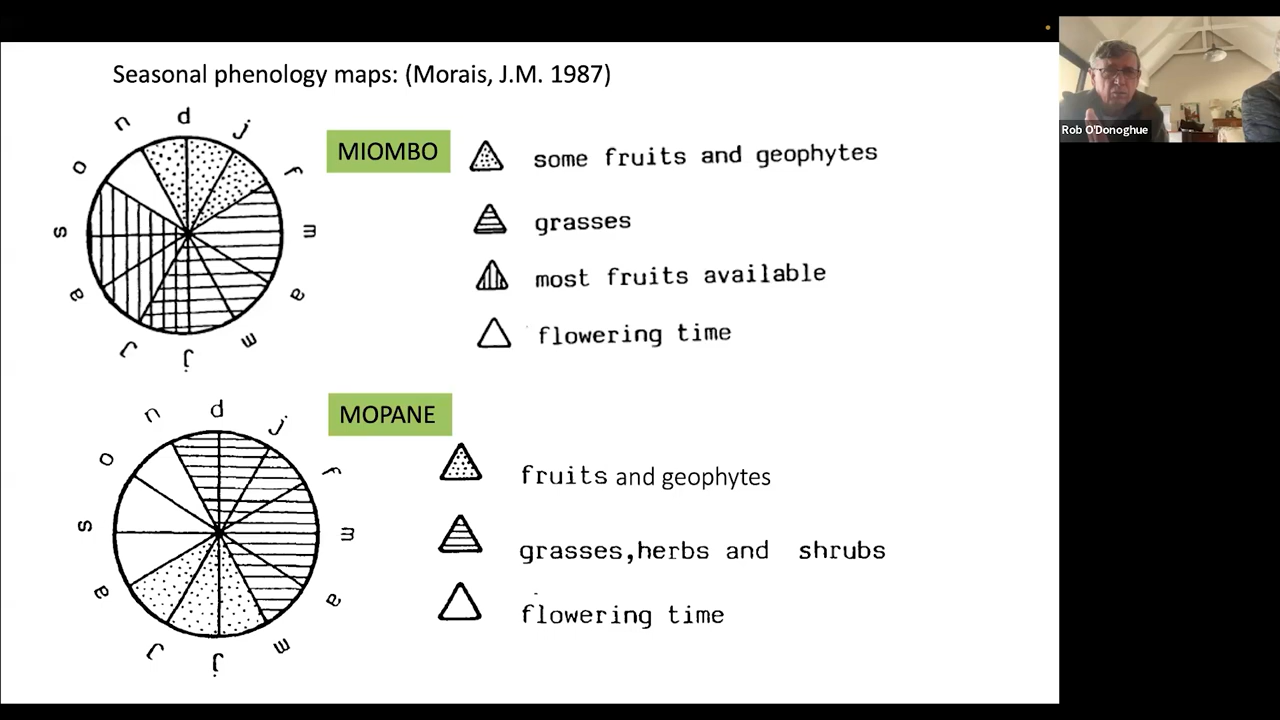 Seasonal phenology maps: (Morais, J.M. 1987)
Rob O'Donoghue
n d j f m a m j J a s o
MIOMBO
some fruits and geophytes
grasses
most fruits available
flowering time
n d j f m a m j J a s o
MOPANE
fruits and geophytes
grasses,herbs and shrubs
flowering time